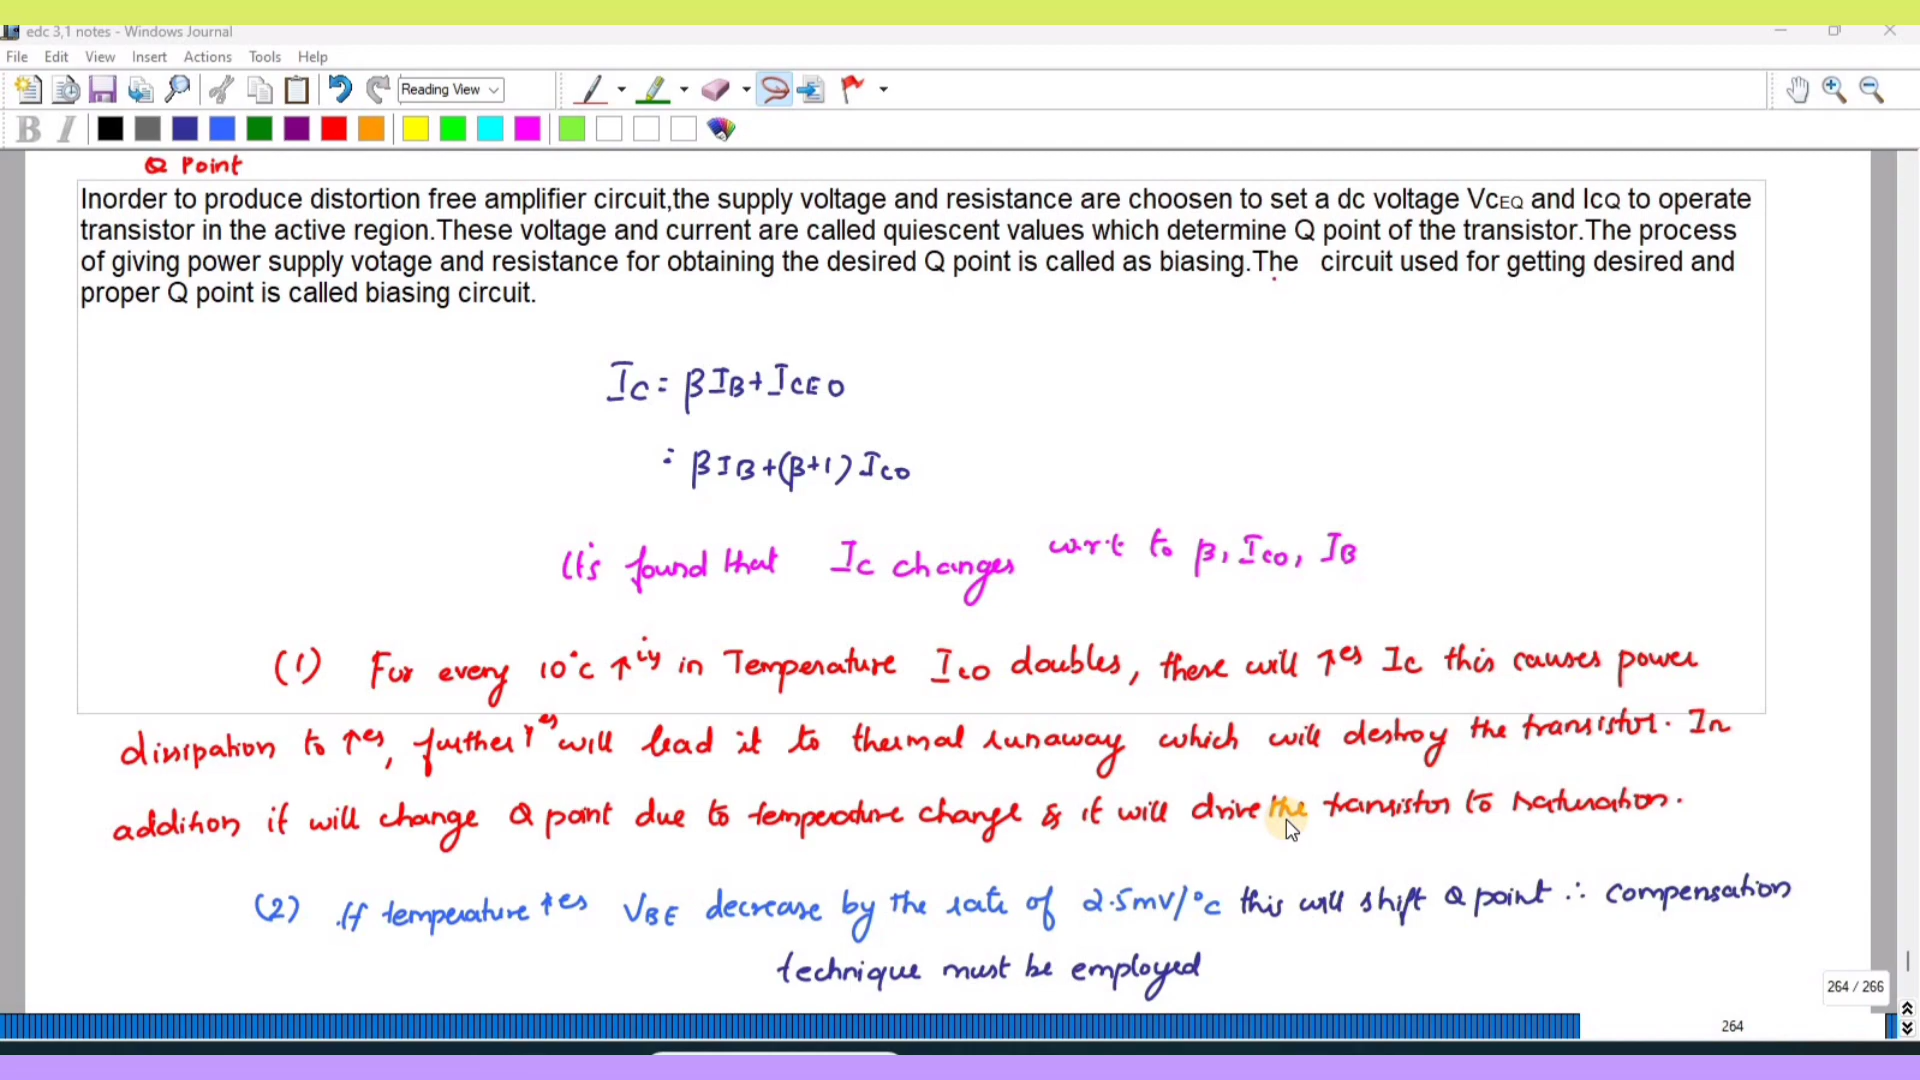 edc 3,1 notes - Windows Journal
File Edit View Insert Actions Tools Help
Reading View
B I
Q Point
Inorder to produce distortion free amplifier circuit,the supply voltage and resistance are choosen to set a dc voltage VCEQ and ICQ to operate
transistor in the active region.These voltage and current are called quiescent values which determine Q point of the transistor.The process
of giving power supply votage and resistance for obtaining the desired Q point is called as biasing.The circuit used for getting desired and
proper Q point is called biasing circuit.
IC = βIB + ICEO
= βIB + (β+1) ICO
It's found that IC changes w.r.t to β, ICO, IB
(1) For every 10°C ↑ing in Temperature ICO doubles, there will ↑es IC this causes power
dissipation to ↑es, further ↑es will lead it to thermal runaway which will destroy the transistor. In
addition it will change Q point due to temperature change & it will drive the transistor to saturation.
(2) If temperature ↑es VBE decrease by the rate of 2.5mV/°C this will shift Q point ∴ compensation
technique must be employed
264 / 266
264